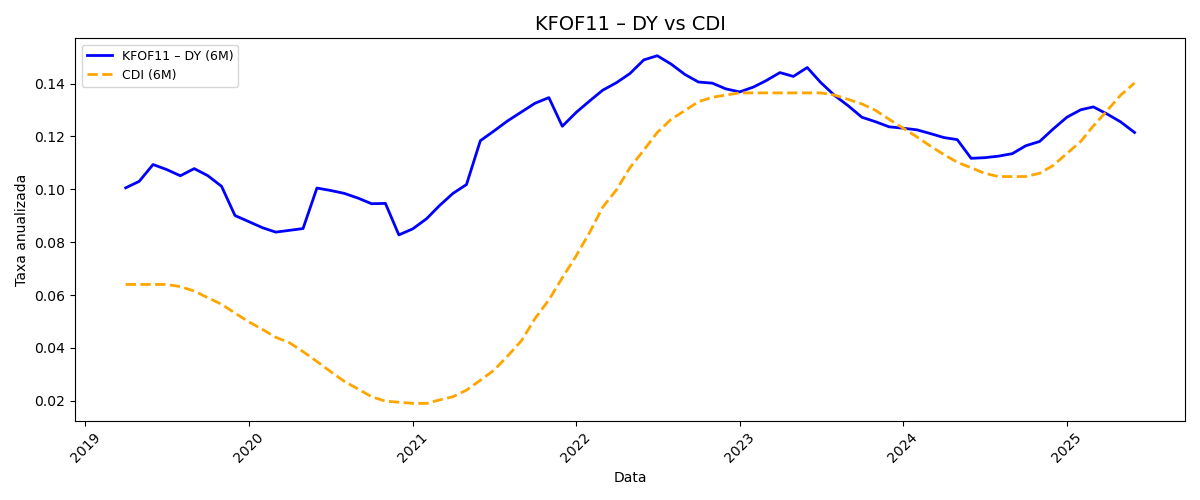 KFOF11 – DY vs CDI
KFOF11 – DY (6M)
CDI (6M)
Taxa anualizada
0.14
0.12
0.10
0.08
0.06
0.04
0.02
2019
2020
2021
2022
2023
2024
2025
Data